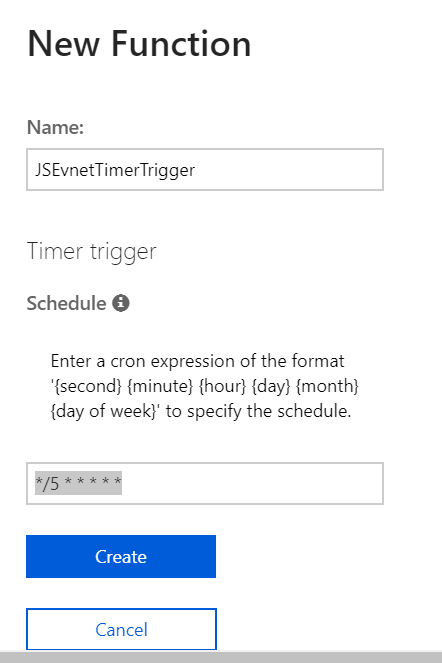 New Function
Name:
JSEvnetTimerTrigger
Timer trigger
Schedule
Enter a cron expression of the format
'{second} {minute} {hour} {day} {month}
{day of week}' to specify the schedule.
*/5 * * * * *
Create
Cancel